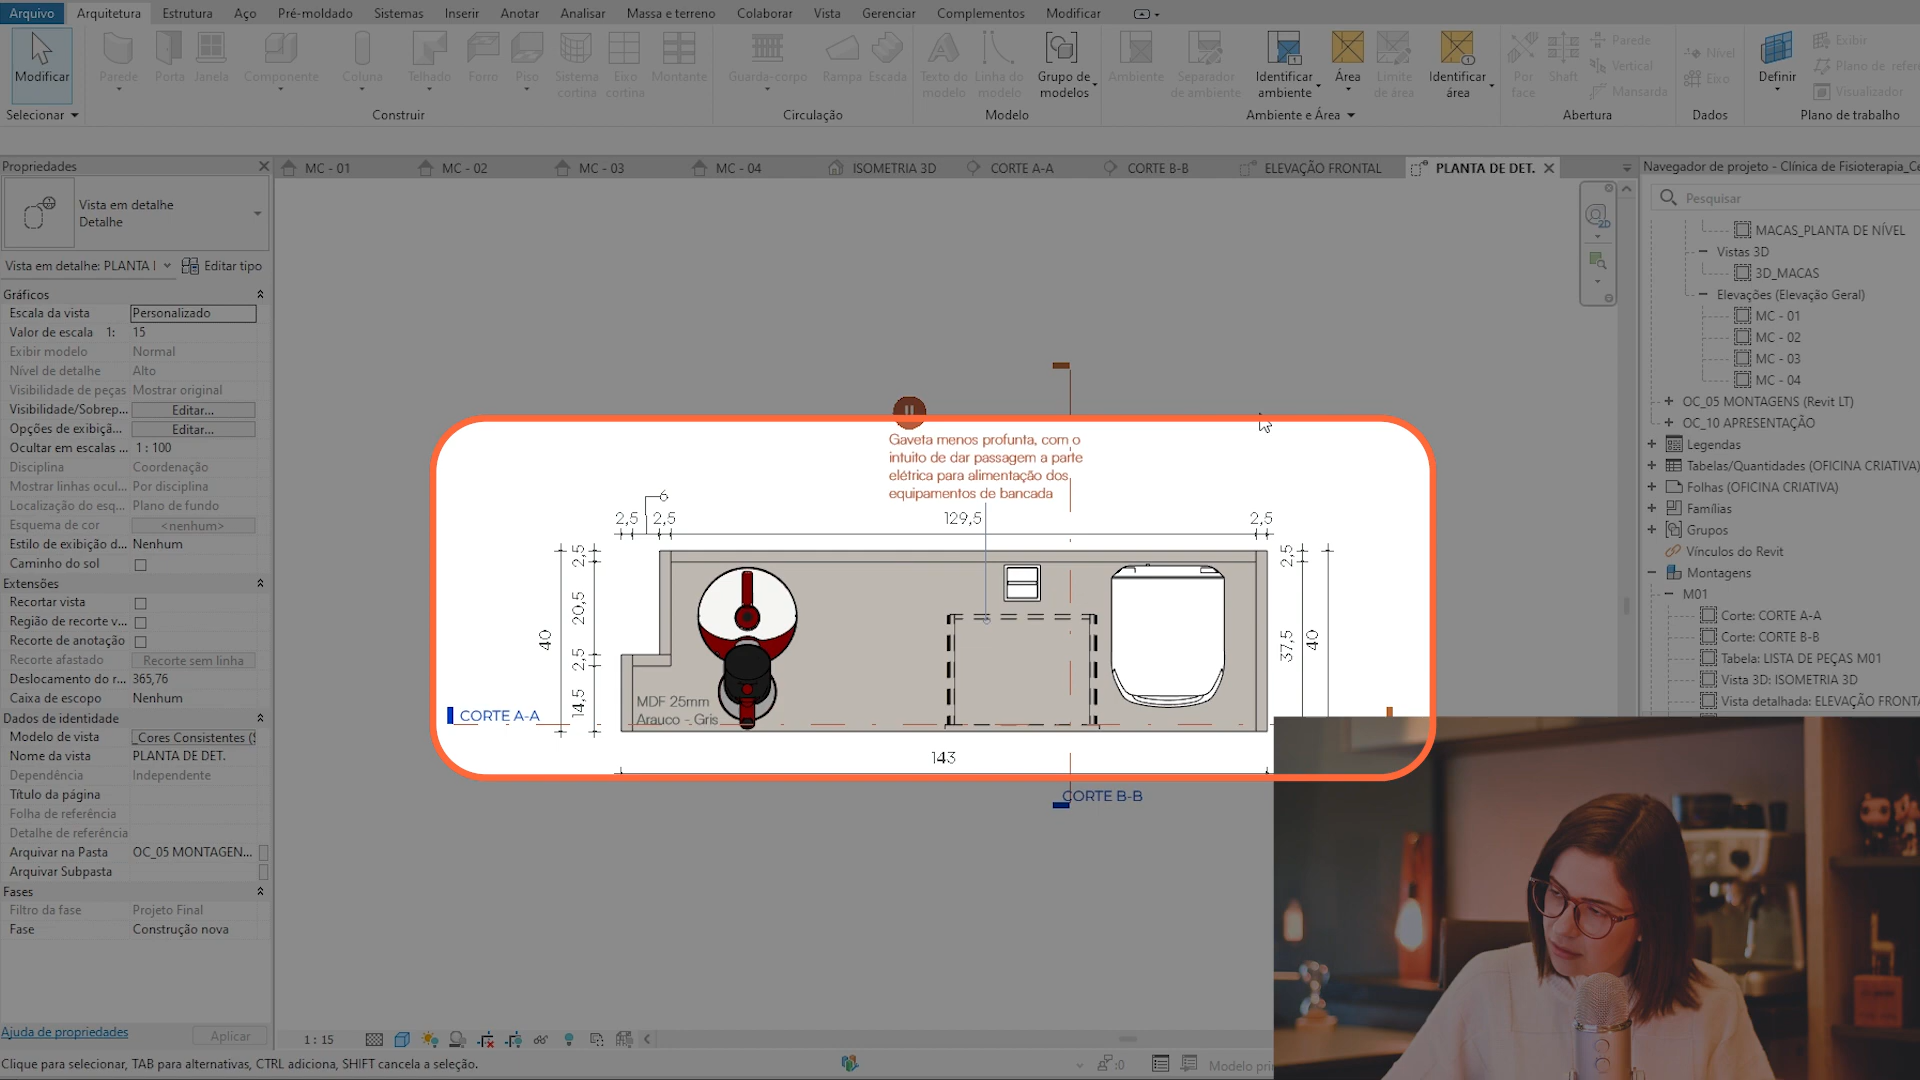 Arquivo Arquitetura Estrutura Aço Pré-moldado Sistemas Inserir Anotar Analisar Massa e terreno Colaborar Vista Gerenciar Complementos Modificar
Modificar Parede Porta Janela Componente Coluna Telhado Forro Piso Sistema cortina Eixo cortina Montante Guarda-corpo Rampa Escada Texto do modelo Linha do modelo Grupo de modelos Ambiente Separador de ambiente Identificar ambiente Área Limite de área Identificar área Por face Shaft Parede Vertical Mansarda Nível Eixo Definir Exibir Plano de refer Visualizador
Selecionar Construir Circulação Modelo Ambiente e Área Abertura Dados Plano de trabalho
Propriedades
MC - 01 MC - 02 MC - 03 MC - 04 ISOMETRIA 3D CORTE A-A CORTE B-B ELEVAÇÃO FRONTAL PLANTA DE DET.
Navegador de projeto - Clínica de Fisioterapia_Ce
Vista em detalhe
Detalhe
Vista em detalhe: PLANTA I Editar tipo
Gráficos
Escala da vista Personalizado
Valor de escala 1: 15
Exibir modelo Normal
Nível de detalhe Alto
Visibilidade de peças Mostrar original
Visibilidade/Sobrep... Editar...
Opções de exibiçã... Editar...
Ocultar em escalas ... 1 : 100
Disciplina Coordenação
Mostrar linhas ocul... Por disciplina
Localização do esq... Plano de fundo
Esquema de cor <nenhum>
Estilo de exibição d... Nenhum
Caminho do sol
Extensões
Recortar vista
Região de recorte v...
Recorte de anotação
Recorte afastado Recorte sem linha
Deslocamento do r... 365,76
Caixa de escopo Nenhum
Dados de identidade
Modelo de vista _Cores Consistentes (S
Nome da vista PLANTA DE DET.
Dependência Independente
Título da página
Folha de referência
Detalhe de referência
Arquivar na Pasta OC_05 MONTAGEN...
Arquivar Subpasta
Fases
Filtro da fase Projeto Final
Fase Construção nova
Ajuda de propriedades Aplicar
Gaveta menos profunta, com o
intuito de dar passagem a parte
elétrica para alimentação dos
equipamentos de bancada
6
2,5 2,5 129,5 2,5
2,5 20,5 2,5 14,5
40
2,5 37,5
40
MDF 25mm
Arauco - Gris
CORTE A-A
143
CORTE B-B
2D
Pesquisar
MACAS_PLANTA DE NÍVEL
Vistas 3D
3D_MACAS
Elevações (Elevação Geral)
MC - 01
MC - 02
MC - 03
MC - 04
OC_05 MONTAGENS (Revit LT)
OC_10 APRESENTAÇÃO
Legendas
Tabelas/Quantidades (OFICINA CRIATIVA)
Folhas (OFICINA CRIATIVA)
Famílias
Grupos
Vínculos do Revit
Montagens
M01
Corte: CORTE A-A
Corte: CORTE B-B
Tabela: LISTA DE PEÇAS M01
Vista 3D: ISOMETRIA 3D
Vista detalhada: ELEVAÇÃO FRONTA
1 : 15
Clique para selecionar, TAB para alternativas, CTRL adiciona, SHIFT cancela a seleção.
:0
Modelo pri